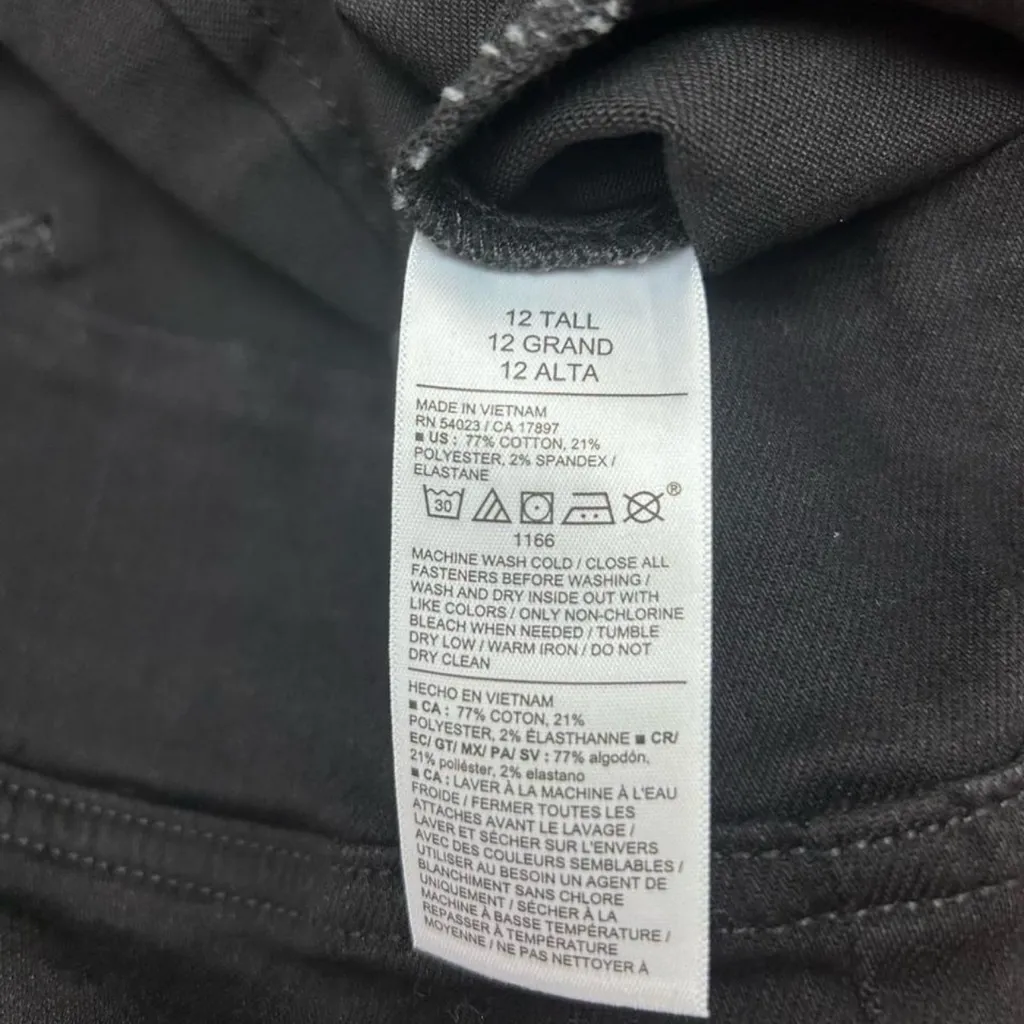 12 TALL
12 GRAND
12 ALTA
MADE IN VIETNAM
RN 54023 / CA 17897
■ US : 77% COTTON, 21%
POLYESTER, 2% SPANDEX /
ELASTANE
30
®
1166
MACHINE WASH COLD / CLOSE ALL
FASTENERS BEFORE WASHING /
WASH AND DRY INSIDE OUT WITH
LIKE COLORS / ONLY NON-CHLORINE
BLEACH WHEN NEEDED / TUMBLE
DRY LOW / WARM IRON / DO NOT
DRY CLEAN
HECHO EN VIETNAM
■ CA : 77% COTON, 21%
POLYESTER, 2% ÉLASTHANNE ■ CR/
EC/ GT/ MX/ PA/ SV : 77% algodón,
21% poliéster, 2% elastano
■ CA : LAVER À LA MACHINE À L'EAU
FROIDE / FERMER TOUTES LES
ATTACHES AVANT LE LAVAGE /
LAVER ET SÉCHER SUR L'ENVERS
AVEC DES COULEURS SEMBLABLES /
UTILISER AU BESOIN UN AGENT DE
BLANCHIMENT SANS CHLORE
UNIQUEMENT / SÉCHER À LA
MACHINE À BASSE TEMPÉRATURE /
REPASSER À TEMPÉRATURE
MOYENNE / NE PAS NETTOYER À